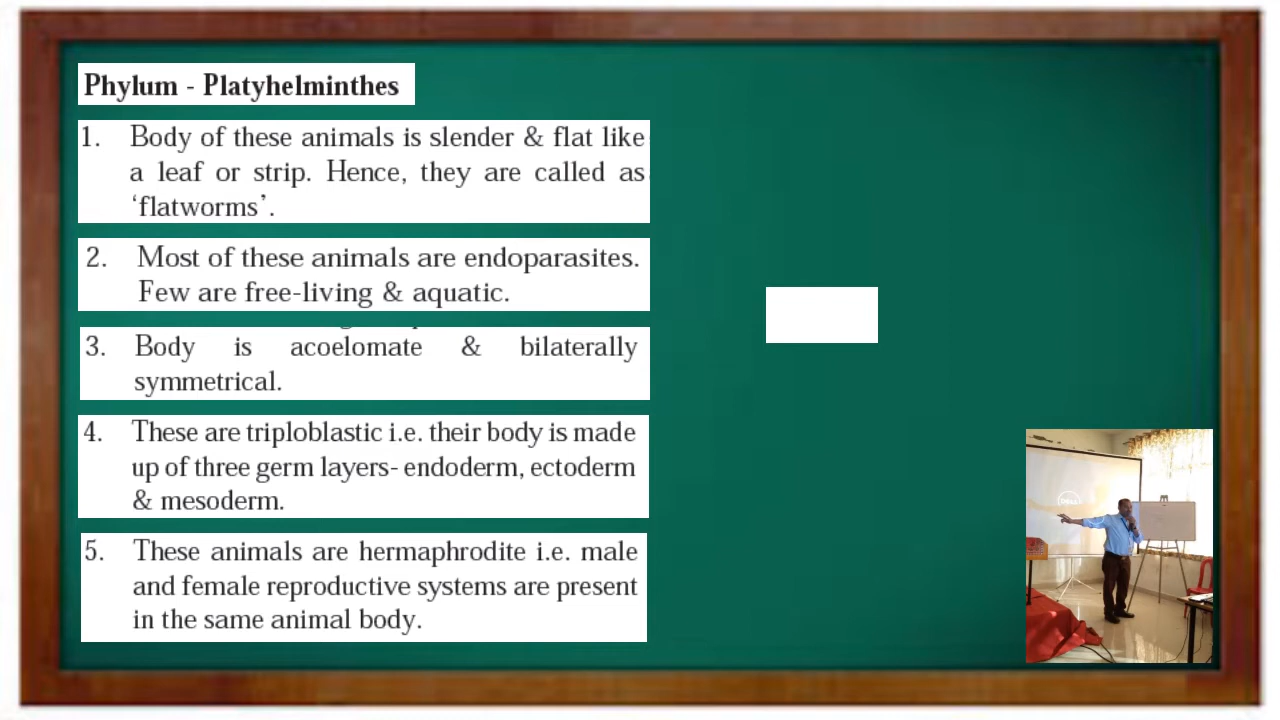 Phylum - Platyhelminthes
1. Body of these animals is slender & flat like
a leaf or strip. Hence, they are called as
‘flatworms’.
2. Most of these animals are endoparasites.
Few are free-living & aquatic.
3. Body is acoelomate & bilaterally
symmetrical.
4. These are triploblastic i.e. their body is made
up of three germ layers- endoderm, ectoderm
& mesoderm.
5. These animals are hermaphrodite i.e. male
and female reproductive systems are present
in the same animal body.
DELL